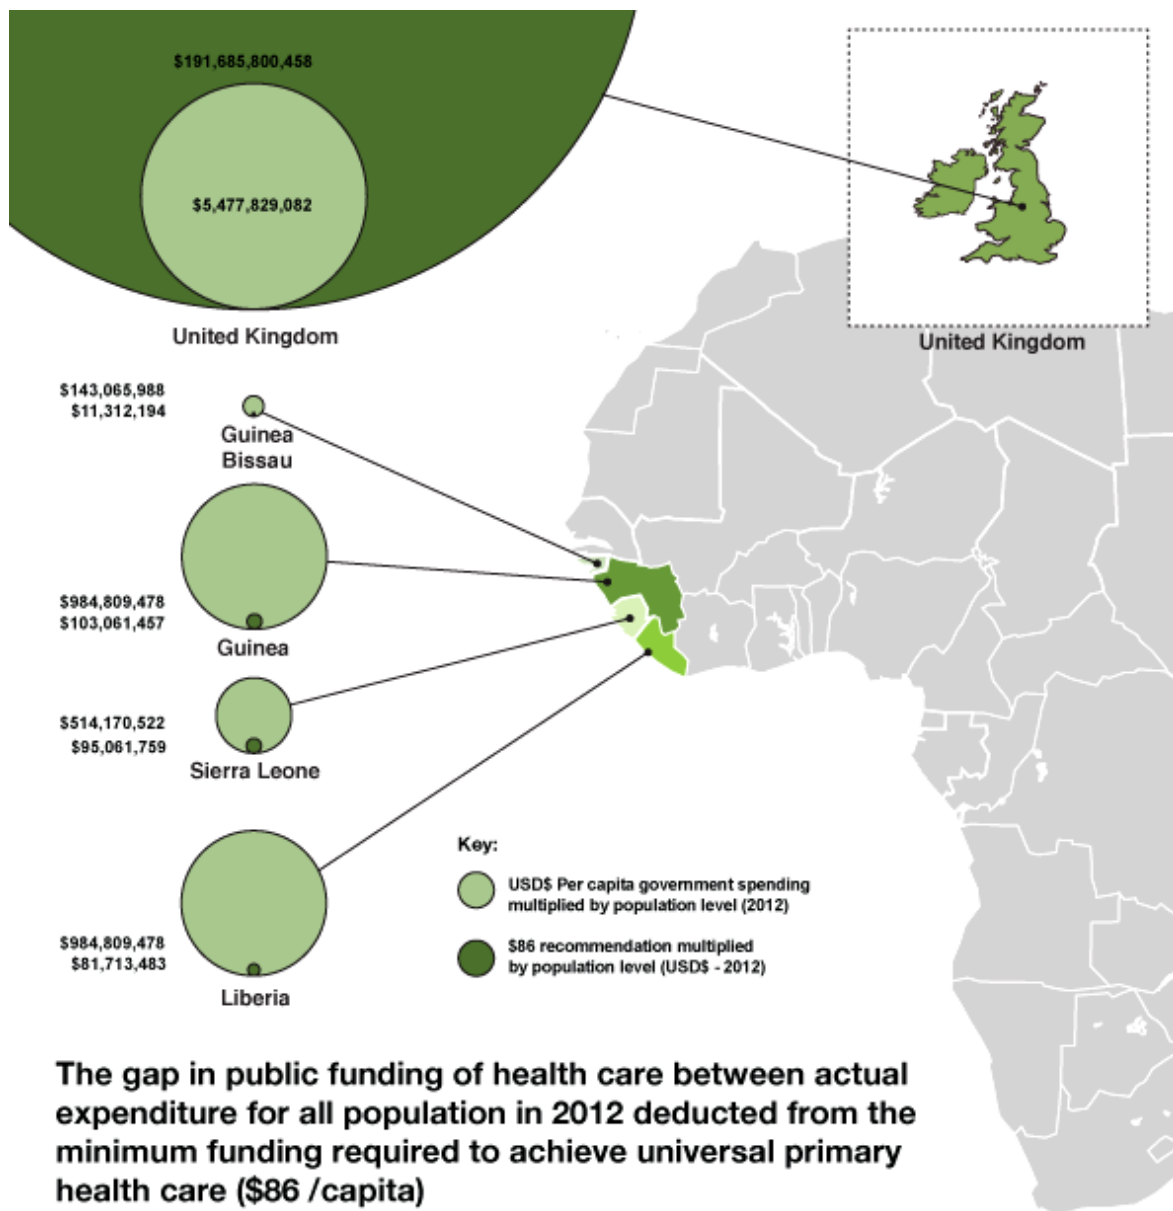 $191,685,800,458
$5,477,829,082
United Kingdom
United Kingdom
$143,065,988
$11,312,194
Guinea
Bissau
$984,809,478
$103,061,457
Guinea
$514,170,522
$95,061,759
Sierra Leone
$984,809,478
$81,713,483
Liberia
Key:
USD$ Per capita government spending
multiplied by population level (2012)
$86 recommendation multiplied
by population level (USD$ - 2012)
The gap in public funding of health care between actual
expenditure for all population in 2012 deducted from the
minimum funding required to achieve universal primary
health care ($86 /capita)